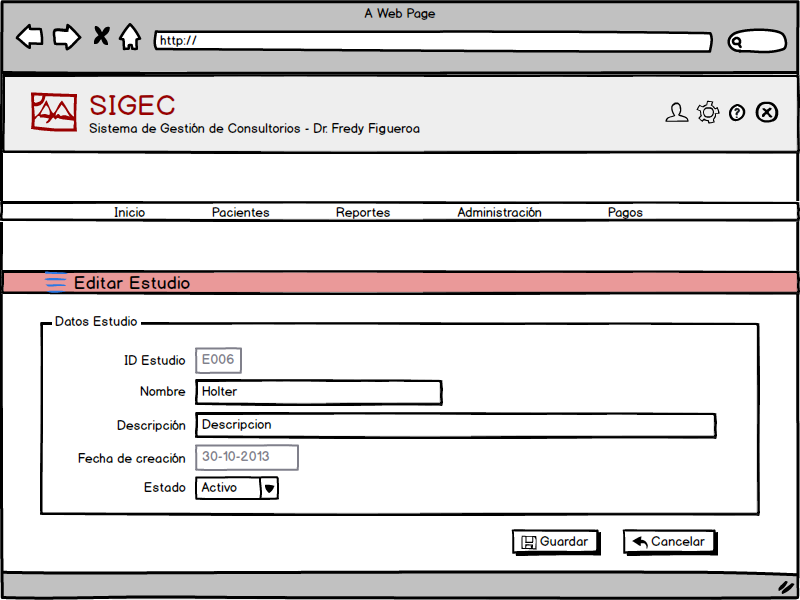 A Web Page
http://
SIGEC
Sistema de Gestión de Consultorios - Dr. Fredy Figueroa
?
Inicio Pacientes Reportes Administración Pagos
Editar Estudio
Datos Estudio
ID Estudio E006
Nombre Holter
Descripción Descripcion
Fecha de creación 30-10-2013
Estado Activo
Guardar Cancelar